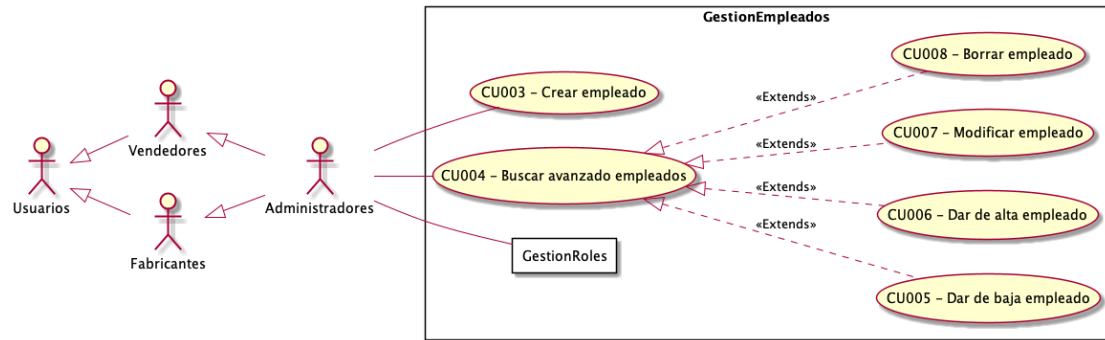 GestionEmpleados
CU008 – Borrar empleado
CU003 – Crear empleado
«Extends»
CU007 – Modificar empleado
«Extends»
Vendedores
Usuarios
Administradores
CU004 – Buscar avanzado empleados
«Extends»
CU006 – Dar de alta empleado
«Extends»
Fabricantes
GestionRoles
CU005 – Dar de baja empleado